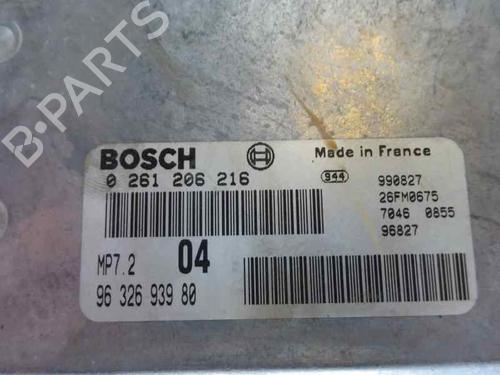 B-PARTS
BOSCH
Made in France
0 261 206 216
944
990827
26FM0675
7046 0855
96827
MP7.2
04
96 326 939 80